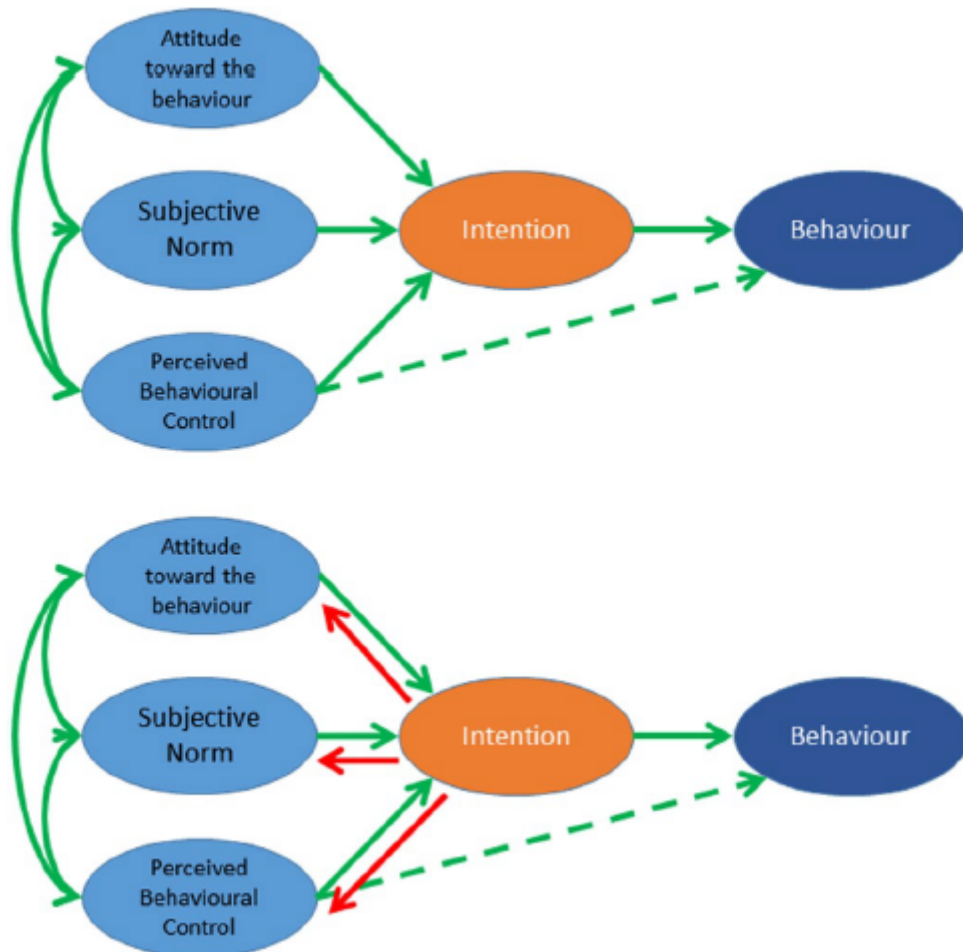 Attitude
toward the
behaviour
Subjective
Norm
Intention
Behaviour
Perceived
Behavioural
Control
Attitude
toward the
behaviour
Subjective
Norm
Intention
Behaviour
Perceived
Behavioural
Control